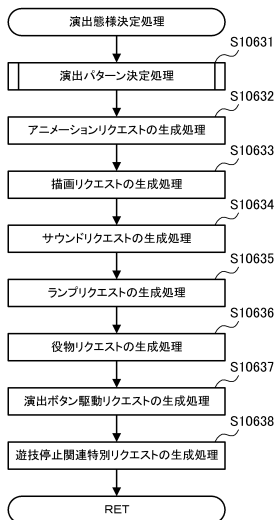 演出態様決定処理
S10631
演出パターン決定処理
S10632
アニメーションリクエストの生成処理
S10633
描画リクエストの生成処理
S10634
サウンドリクエストの生成処理
S10635
ランプリクエストの生成処理
S10636
役物リクエストの生成処理
S10637
演出ボタン駆動リクエストの生成処理
S10638
遊技停止関連特別リクエストの生成処理
RET